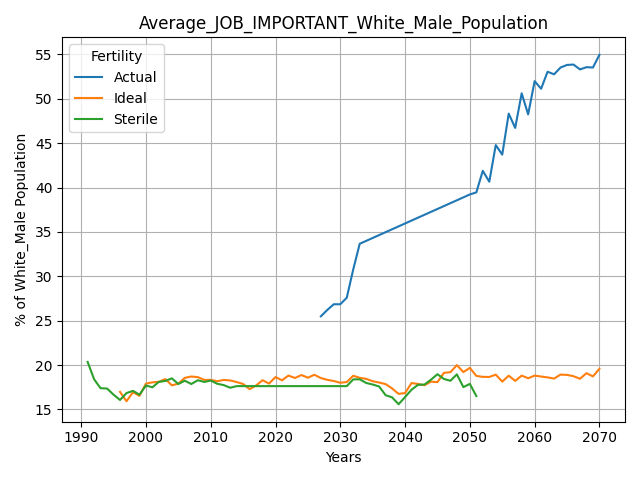 Average_JOB_IMPORTANT_White_Male_Population
Fertility
Actual
Ideal
Sterile
% of White_Male Population
55
50
45
40
35
30
25
20
15
1990 2000 2010 2020 2030 2040 2050 2060 2070
Years